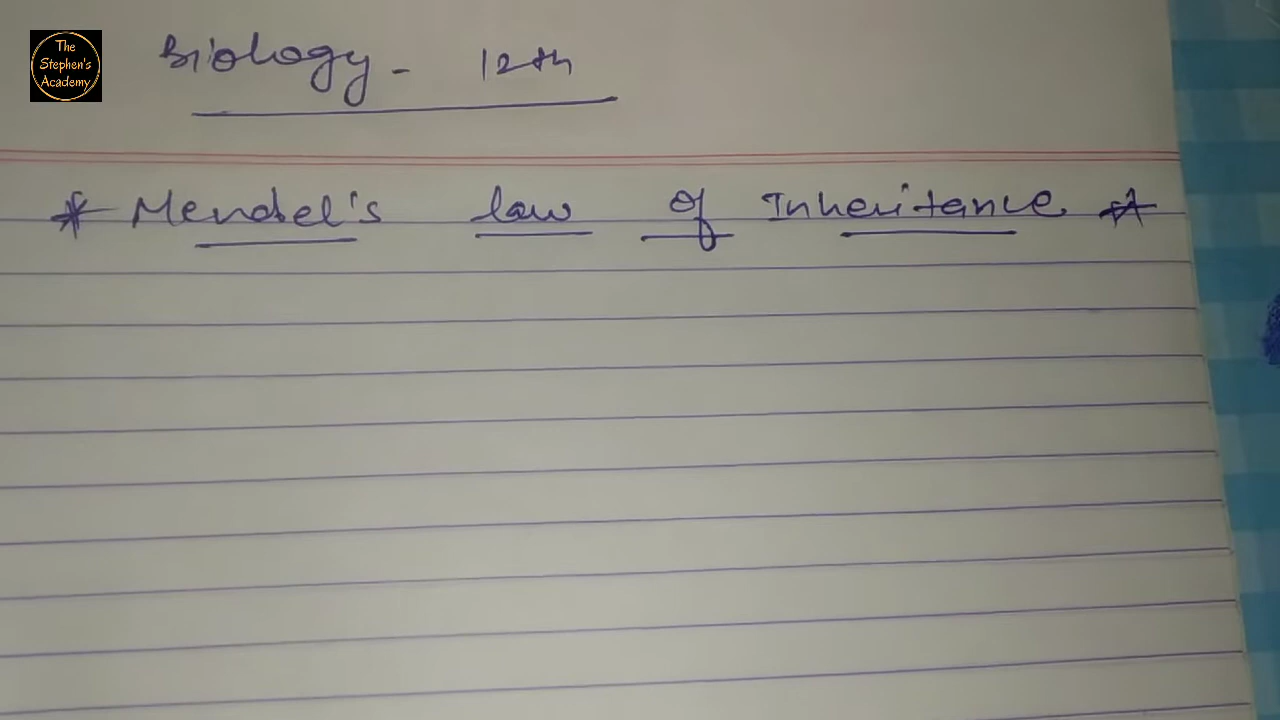 The
Stephen's
Academy
Biology - 12th
* Mendel's law of Inheritance *